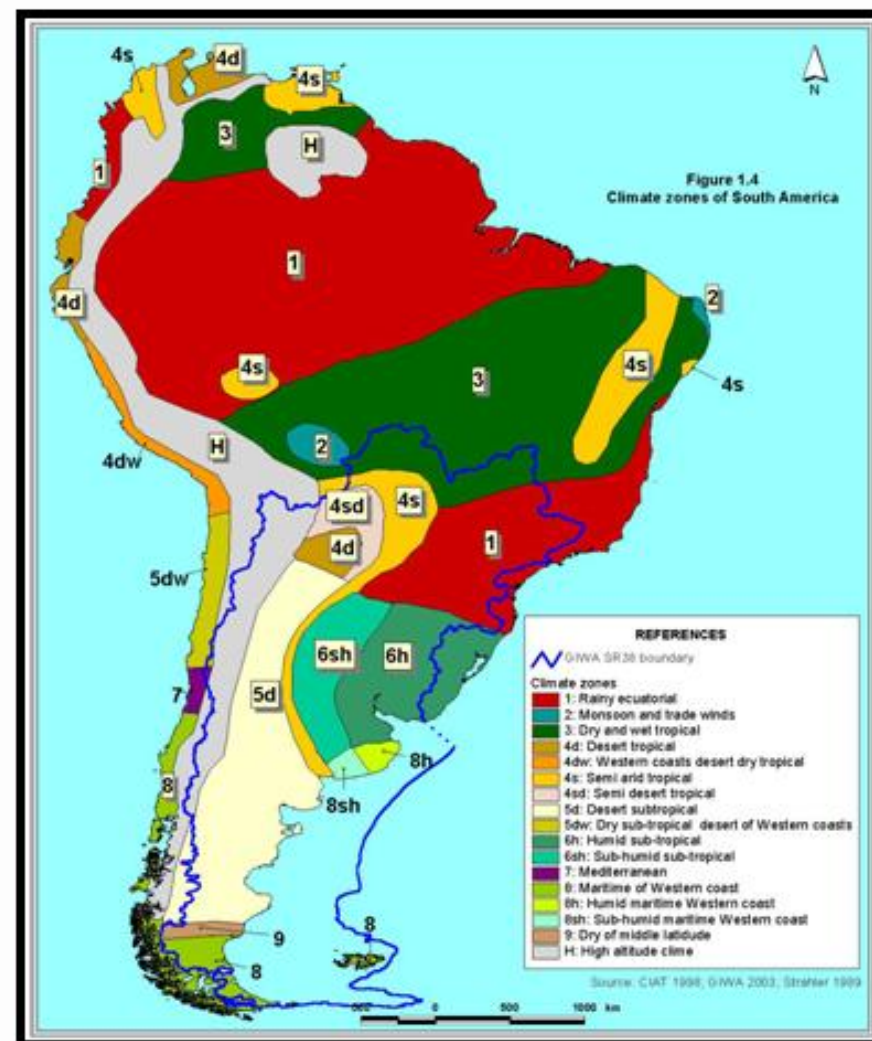 4s
4d
4s
N
3
H
1
Figure 1.4
Climate zones of South America
1
2
4d
4s
4s
4s
3
H
2
4dw
4sd
4s
4d
1
5dw
6sh
6h
5d
7
8h
8
8sh
9
8
8
REFERENCES
GIWA SR38 boundary
Climate zones
1: Rainy ecuatorial
2: Monsoon and trade winds
3: Dry and wet tropical
4d: Desert tropical
4dw: Western coasts desert dry tropical
4s: Semi arid tropical
4sd: Semi desert tropical
5d: Desert subtropical
5dw: Dry sub-tropical desert of Western coasts
6h: Humid sub-tropical
6sh: Sub-humid sub-tropical
7: Mediterranean
8: Maritime of Western coast
8h: Humid maritime Western coast
8sh: Sub-humid maritime Western coast
9: Dry of middle latidude
H: High altitude clime
Source: CIAT 1998; GIWA 2003; Strahler 1989
500 0 500 1000 km